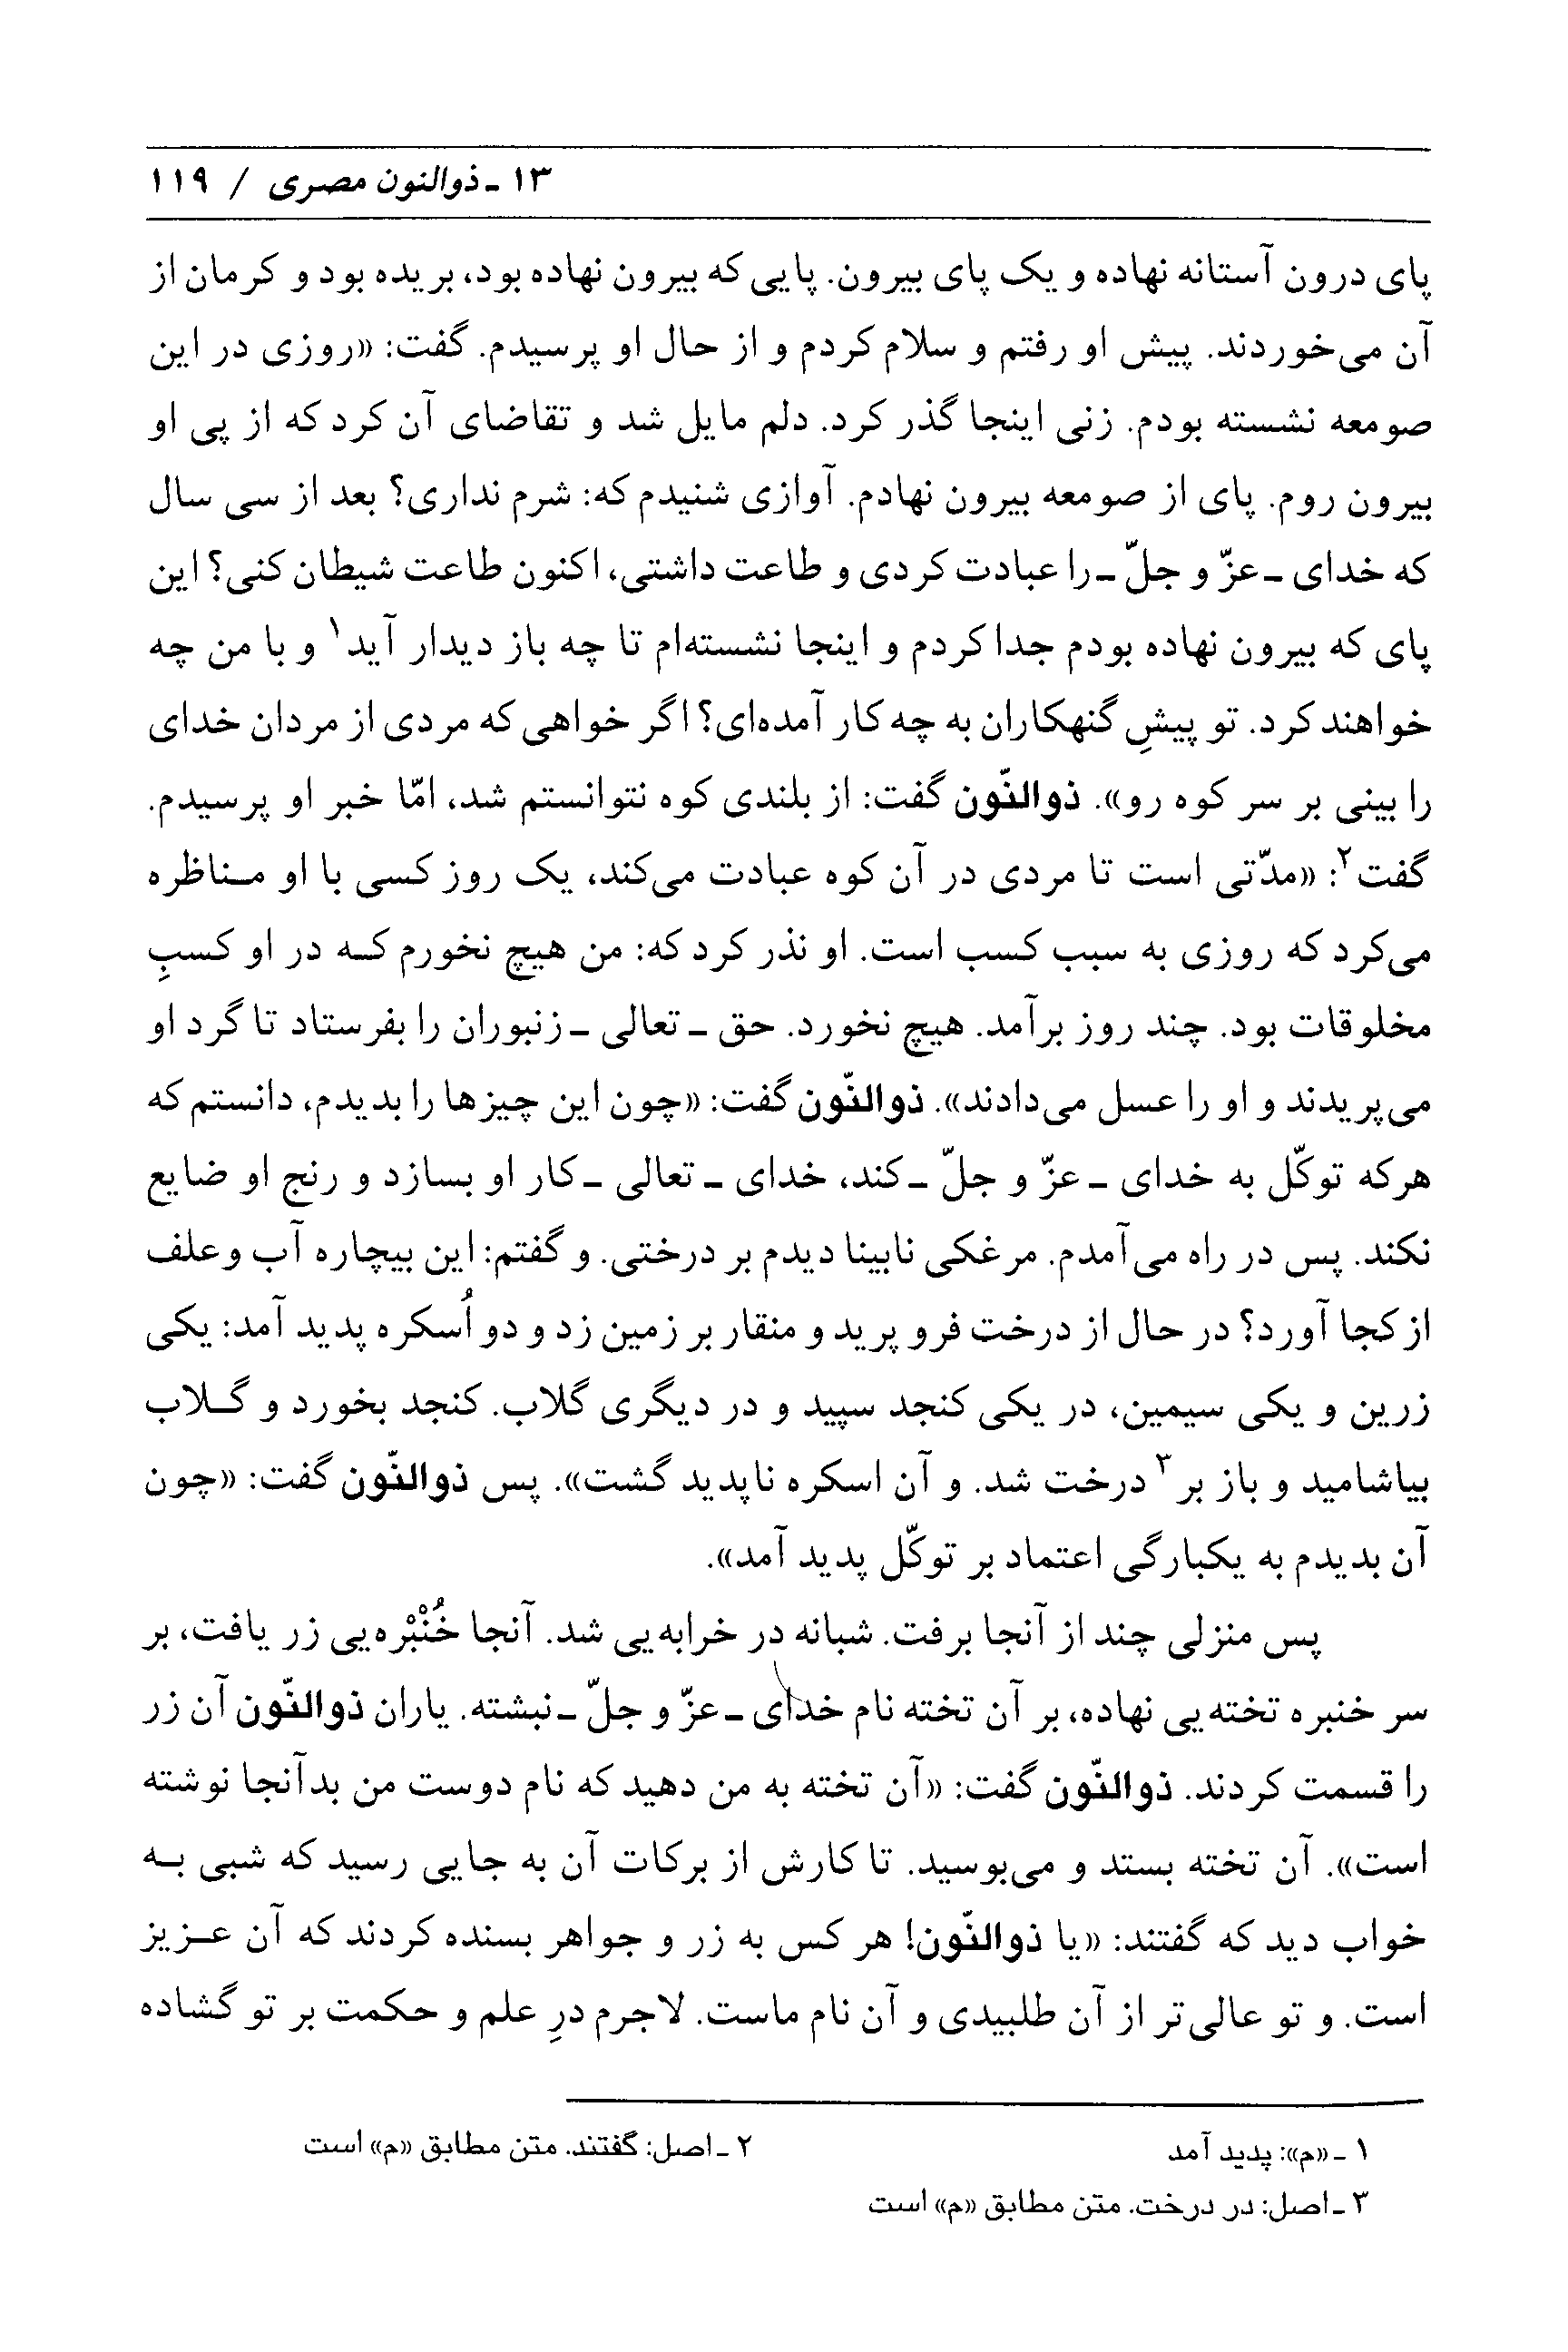 ۱۳ ـ ذوالنون مصری / ۱۱۹
پای درون آستانه نهاده و یک پای بیرون. پایی که بیرون نهاده بود، بریده بود و کرمان از
آن می‌خوردند. پیش او رفتم و سلام کردم و از حال او پرسیدم. گفت: «روزی در این
صومعه نشسته بودم. زنی اینجا گذر کرد. دلم مایل شد و تقاضای آن کرد که از پی او
بیرون روم. پای از صومعه بیرون نهادم. آوازی شنیدم که: شرم نداری؟ بعد از سی سال
که خدای ـ عزّ و جلّ ـ را عبادت کردی و طاعت داشتی، اکنون طاعت شیطان کنی؟ این
پای که بیرون نهاده بودم جدا کردم و اینجا نشسته‌ام تا چه باز دیدار آید۱ و با من چه
خواهند کرد. تو پیشِ گنهکاران به چه کار آمده‌ای؟ اگر خواهی که مردی از مردان خدای
را بینی بر سر کوه رو». ذوالنّون گفت: از بلندی کوه نتوانستم شد، امّا خبر او پرسیدم.
گفت۲: «مدّتی است تا مردی در آن کوه عبادت می‌کند، یک روز کسی با او مناظره
می‌کرد که روزی به سبب کسب است. او نذر کرد که: من هیچ نخورم که در او کسبِ
مخلوقات بود. چند روز برآمد. هیچ نخورد. حق ـ تعالی ـ زنبوران را بفرستاد تا گرد او
می‌پریدند و او را عسل می‌دادند». ذوالنّون گفت: «چون این چیزها را بدیدم، دانستم که
هرکه توکّل به خدای ـ عزّ و جلّ ـ کند، خدای ـ تعالی ـ کار او بسازد و رنج او ضایع
نکند. پس در راه می‌آمدم. مرغکی نابینا دیدم بر درختی. و گفتم: این بیچاره آب و علف
از کجا آورد؟ در حال از درخت فرو پرید و منقار بر زمین زد و دو اُسکره پدید آمد: یکی
زرین و یکی سیمین، در یکی کنجد سپید و در دیگری گلاب. کنجد بخورد و گلاب
بیاشامید و باز بر۳ درخت شد. و آن اسکره ناپدید گشت». پس ذوالنّون گفت: «چون
آن بدیدم به یکبارگی اعتماد بر توکّل پدید آمد».
پس منزلی چند از آنجا برفت. شبانه در خرابه‌یی شد. آنجا خُنْبْره‌یی زر یافت، بر
سر خنبره تخته‌یی نهاده، بر آن تخته نام خدای ـ عزّ و جلّ ـ نبشته. یاران ذوالنّون آن زر
را قسمت کردند. ذوالنّون گفت: «آن تخته به من دهید که نام دوست من بدآنجا نوشته
است». آن تخته بستد و می‌بوسید. تا کارش از برکات آن به جایی رسید که شبی به
خواب دید که گفتند: «یا ذوالنّون! هر کس به زر و جواهر بسنده کردند که آن عزیز
است. و تو عالی‌تر از آن طلبیدی و آن نام ماست. لاجرم درِ علم و حکمت بر تو گشاده
۱ ـ «م»: پدید آمد
۲ ـ اصل: گفتند. متن مطابق «م» است
۳ ـ اصل: در درخت. متن مطابق «م» است